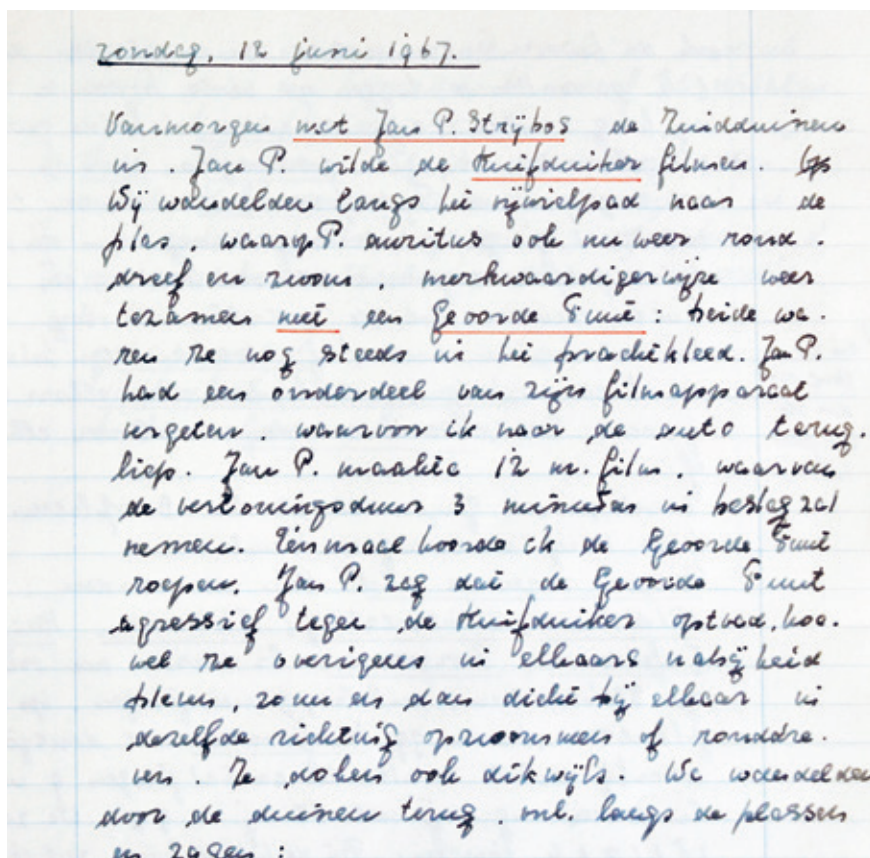 zondag, 12 juni 1967.
Vanmorgen met Jan P. Strijbos de Zuidduinen
in. Jan P. wilde de Kuifduiker filmen.
Wij wandelden langs het rijwielpad naar de
plas, waarop P. auritus ook nu weer rond-
dreef en zwom, merkwaardigerwijze weer
tezamen met een Geoorde Fuut: beide wa-
ren ze nog steeds in het prachtkleed. Jan P.
had een onderdeel van zijn filmapparaat
vergeten, waarvoor ik naar de auto terug-
liep. Jan P. maakte 12 m. film, waarvan
de vertoningsduur 3 minuten in beslag zal
nemen. Eénmaal hoorde ik de Geoorde Fuut
roepen. Jan P. zag dat de Geoorde Fuut
agressief tegen de Kuifduiker optrad, hoe-
wel ze overigens in elkaars nabijheid
bleven, zo nu en dan dicht bij elkaar in
dezelfde richting opzwommen of ronddre-
ven. Ze doken ook dikwijls. We wandelden
door de duinen terug, nl. langs de plassen
en zagen: